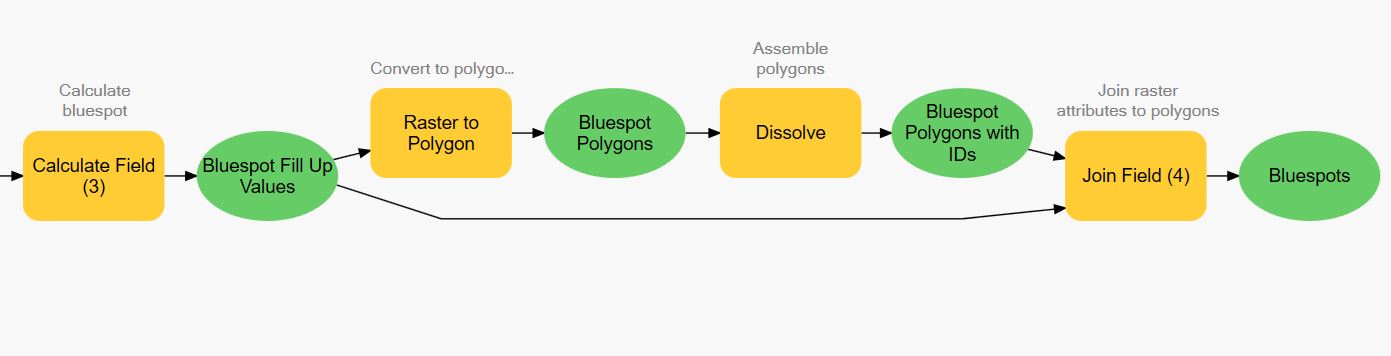 Calculate
bluespot
Calculate Field
(3)
Bluespot Fill Up
Values
Convert to polygo...
Raster to
Polygon
Bluespot
Polygons
Assemble
polygons
Dissolve
Bluespot
Polygons with
IDs
Join raster
attributes to polygons
Join Field (4)
Bluespots